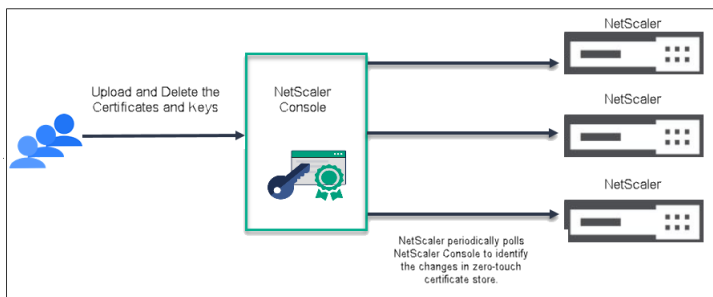 NetScaler
Upload and Delete the
Certificates and Keys
NetScaler
Console
NetScaler
NetScaler
NetScaler periodically polls
NetScaler Console to identify
the changes in zero-touch
certificate store.